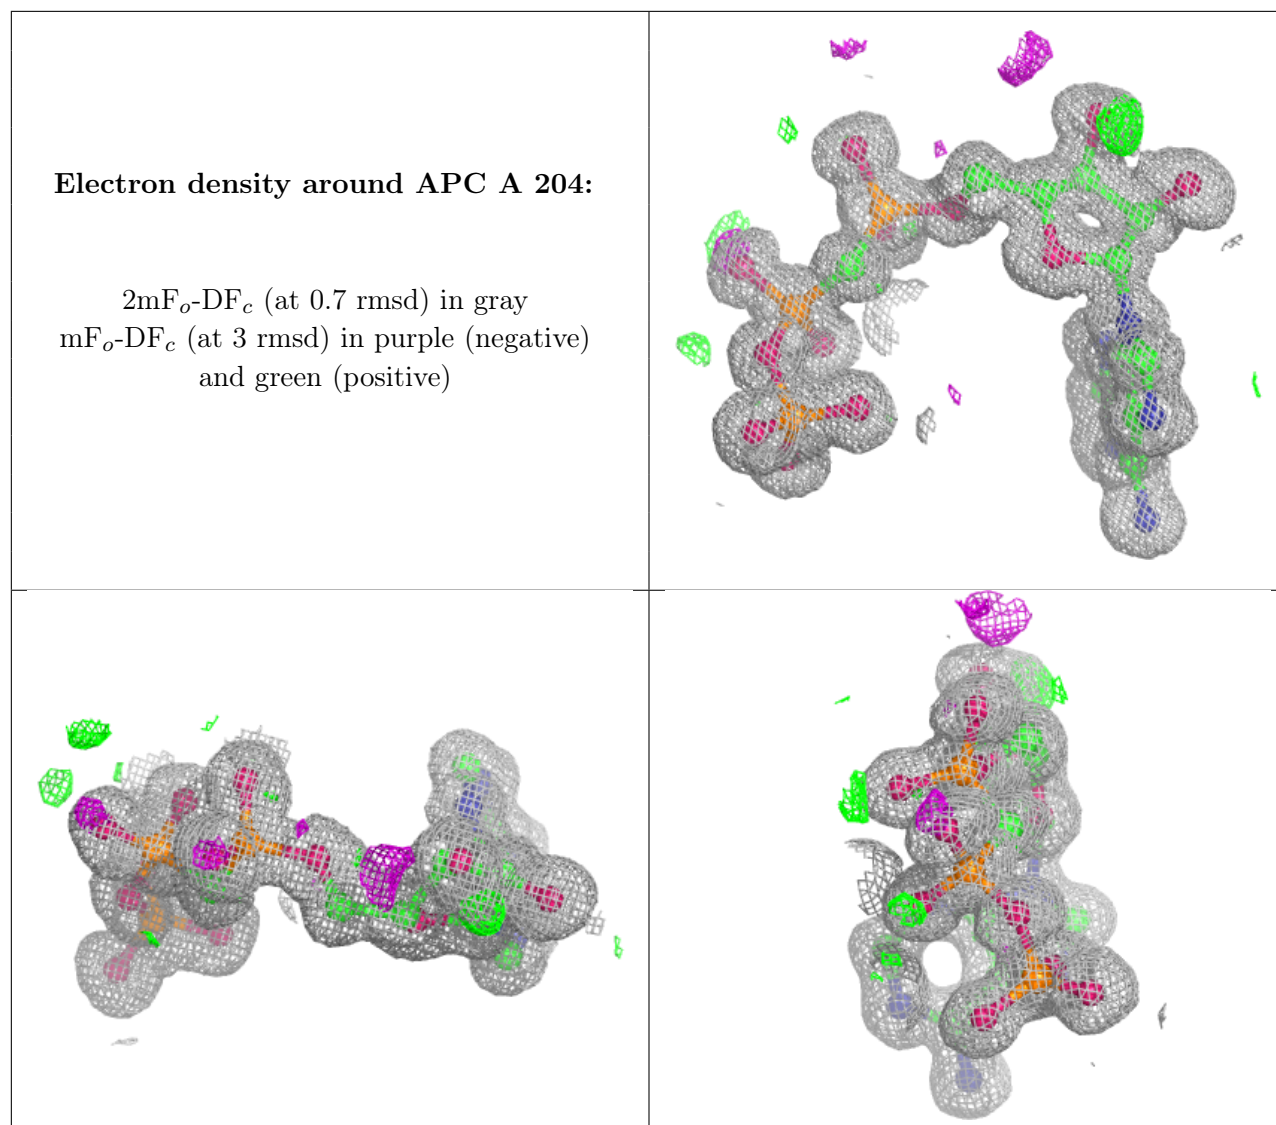 Electron density around APC A 204:
2mFo-DFc (at 0.7 rmsd) in gray
mFo-DFc (at 3 rmsd) in purple (negative)
and green (positive)